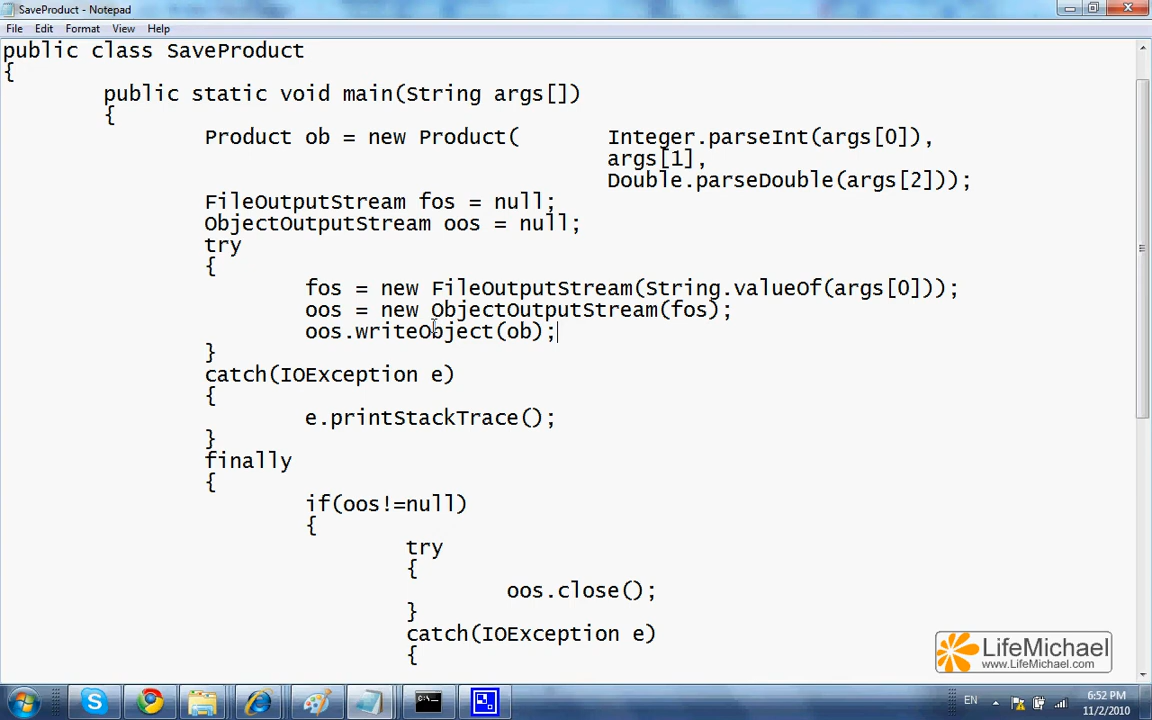 SaveProduct - Notepad
File Edit Format View Help
public class SaveProduct
{
public static void main(String args[])
{
Product ob = new Product( Integer.parseInt(args[0]),
args[1],
Double.parseDouble(args[2]));
FileOutputStream fos = null;
ObjectOutputStream oos = null;
try
{
fos = new FileOutputStream(String.valueOf(args[0]));
oos = new ObjectOutputStream(fos);
oos.writeObject(ob);
}
catch(IOException e)
{
e.printStackTrace();
}
finally
{
if(oos!=null)
{
try
{
oos.close();
}
catch(IOException e)
{
LifeMichael
www.LifeMichael.com
EN
6:52 PM
11/2/2010